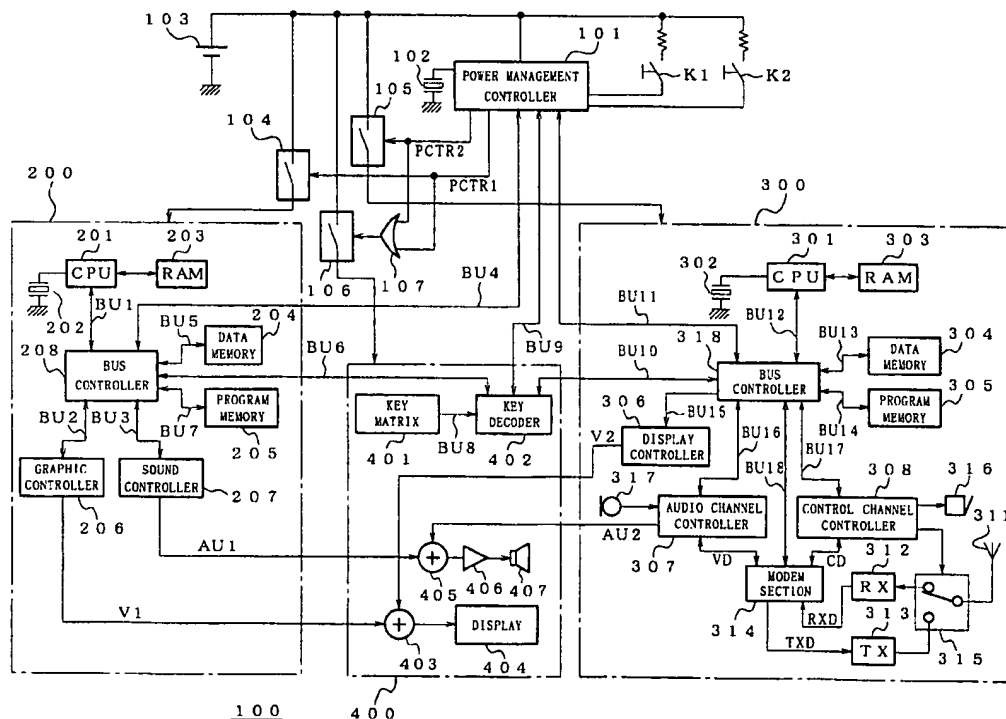 103
101
102
POWER MANAGEMENT
CONTROLLER
K1
K2
105
104
PCTR2
PCTR1
200
300
201
203
CPU
RAM
202
BU1
106
107
BU4
BU9
BU11
301
303
302
CPU
RAM
BU12
BU5
204
DATA
MEMORY
208
BUS
CONTROLLER
BU6
BU10
318
BUS
CONTROLLER
BU13
304
DATA
MEMORY
BU2
BU3
BU7
PROGRAM
MEMORY
205
KEY
MATRIX
KEY
DECODER
BU8
401
402
306
BU15
BU14
PROGRAM
MEMORY
305
V2
DISPLAY
CONTROLLER
BU16
BU17
BU18
GRAPHIC
CONTROLLER
SOUND
CONTROLLER
206
207
317
308
316
AUDIO CHANNEL
CONTROLLER
CONTROL CHANNEL
CONTROLLER
311
AU1
AU2
307
VD
CD
312
405
406
407
MODEM
SECTION
RX
313
V1
314
RXD
DISPLAY
TXD
TX
315
403
404
100
400